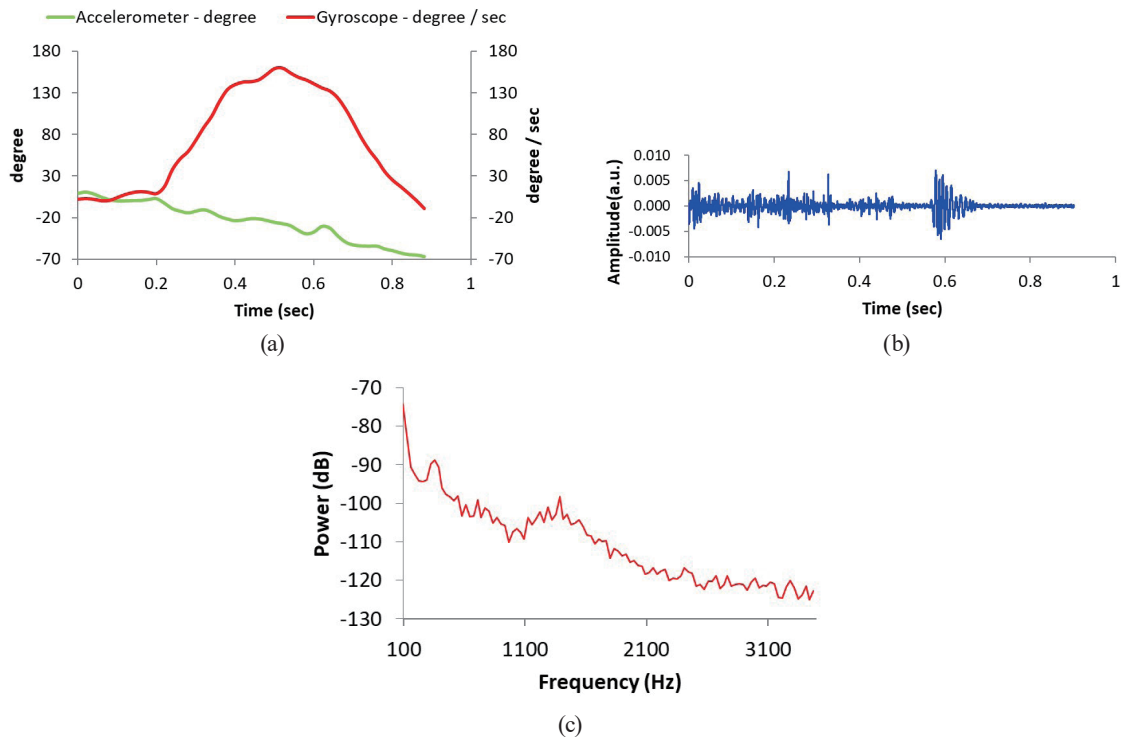 Accelerometer - degree Gyroscope - degree / sec
180 180
130 130
80 80
30 30
-20 -20
-70 -70
degree
degree / sec
0 0.2 0.4 0.6 0.8 1
Time (sec)
(a)
0.010
0.005
0.000
-0.005
-0.010
Amplitude(a.u.)
0 0.2 0.4 0.6 0.8 1
Time (sec)
(b)
-70
-80
-90
-100
-110
-120
-130
Power (dB)
100 1100 2100 3100
Frequency (Hz)
(c)